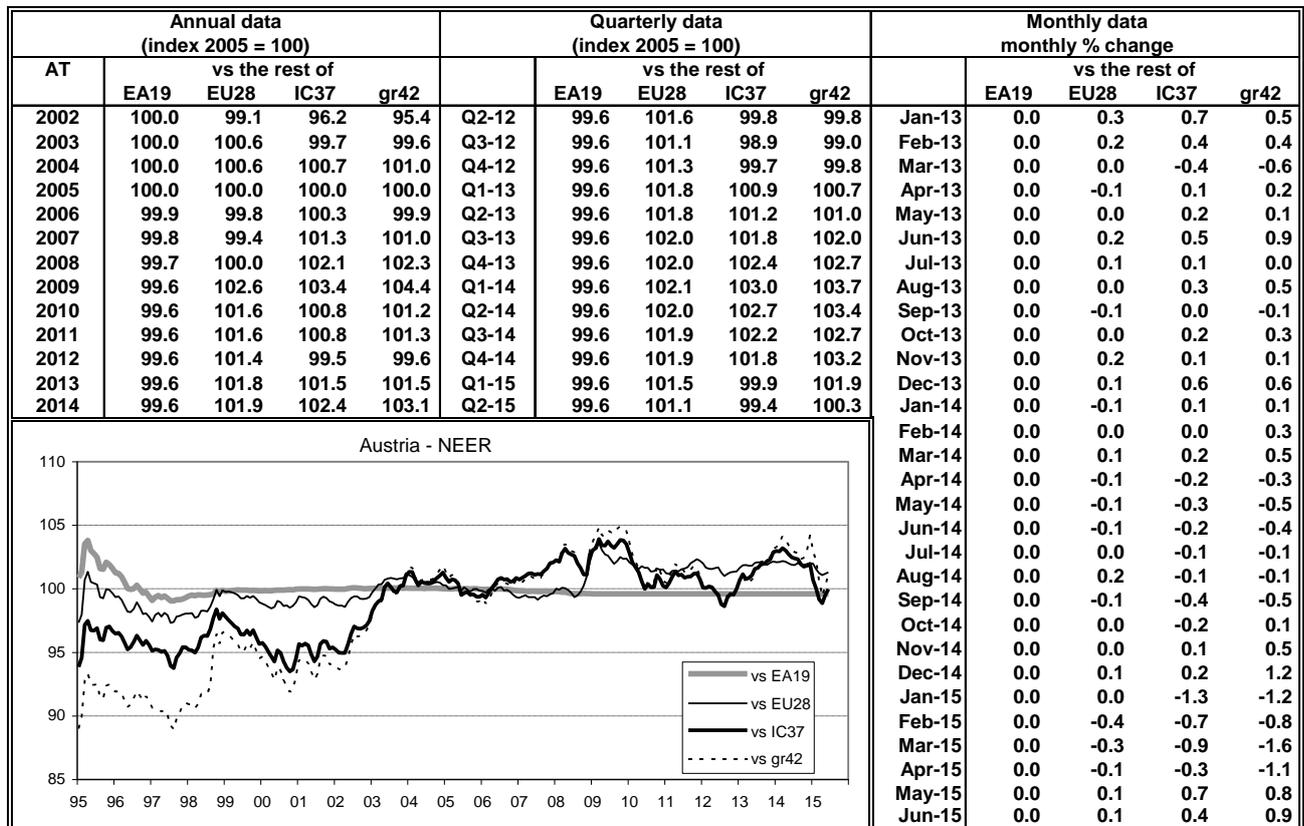 Annual data
(index 2005 = 100)
AT
vs the rest of
EA19 EU28 IC37 gr42
2002 100.0 99.1 96.2 95.4
2003 100.0 100.6 99.7 99.6
2004 100.0 100.6 100.7 101.0
2005 100.0 100.0 100.0 100.0
2006 99.9 99.8 100.3 99.9
2007 99.8 99.4 101.3 101.0
2008 99.7 100.0 102.1 102.3
2009 99.6 102.6 103.4 104.4
2010 99.6 101.6 100.8 101.2
2011 99.6 101.6 100.8 101.3
2012 99.6 101.4 99.5 99.6
2013 99.6 101.8 101.5 101.5
2014 99.6 101.9 102.4 103.1
Quarterly data
(index 2005 = 100)
vs the rest of
EA19 EU28 IC37 gr42
Q2-12 99.6 101.6 99.8 99.8
Q3-12 99.6 101.1 98.9 99.0
Q4-12 99.6 101.3 99.7 99.8
Q1-13 99.6 101.8 100.9 100.7
Q2-13 99.6 101.8 101.2 101.0
Q3-13 99.6 102.0 101.8 102.0
Q4-13 99.6 102.0 102.4 102.7
Q1-14 99.6 102.1 103.0 103.7
Q2-14 99.6 102.0 102.7 103.4
Q3-14 99.6 101.9 102.2 102.7
Q4-14 99.6 101.9 101.8 103.2
Q1-15 99.6 101.5 99.9 101.9
Q2-15 99.6 101.1 99.4 100.3
Monthly data
monthly % change
vs the rest of
EA19 EU28 IC37 gr42
Jan-13 0.0 0.3 0.7 0.5
Feb-13 0.0 0.2 0.4 0.4
Mar-13 0.0 0.0 -0.4 -0.6
Apr-13 0.0 -0.1 0.1 0.2
May-13 0.0 0.0 0.2 0.1
Jun-13 0.0 0.2 0.5 0.9
Jul-13 0.0 0.1 0.1 0.0
Aug-13 0.0 0.0 0.3 0.5
Sep-13 0.0 -0.1 0.0 -0.1
Oct-13 0.0 0.0 0.2 0.3
Nov-13 0.0 0.2 0.1 0.1
Dec-13 0.0 0.1 0.6 0.6
Jan-14 0.0 -0.1 0.1 0.1
Feb-14 0.0 0.0 0.0 0.3
Mar-14 0.0 0.1 0.2 0.5
Apr-14 0.0 -0.1 -0.2 -0.3
May-14 0.0 -0.1 -0.3 -0.5
Jun-14 0.0 -0.1 -0.2 -0.4
Jul-14 0.0 0.0 -0.1 -0.1
Aug-14 0.0 0.2 -0.1 -0.1
Sep-14 0.0 -0.1 -0.4 -0.5
Oct-14 0.0 0.0 -0.2 0.1
Nov-14 0.0 0.0 0.1 0.5
Dec-14 0.0 0.1 0.2 1.2
Jan-15 0.0 0.0 -1.3 -1.2
Feb-15 0.0 -0.4 -0.7 -0.8
Mar-15 0.0 -0.3 -0.9 -1.6
Apr-15 0.0 -0.1 -0.3 -1.1
May-15 0.0 0.1 0.7 0.8
Jun-15 0.0 0.1 0.4 0.9
Austria - NEER
110
105
100
95
90
85
vs EA19
vs EU28
vs IC37
vs gr42
95 96 97 98 99 00 01 02 03 04 05 06 07 08 09 10 11 12 13 14 15